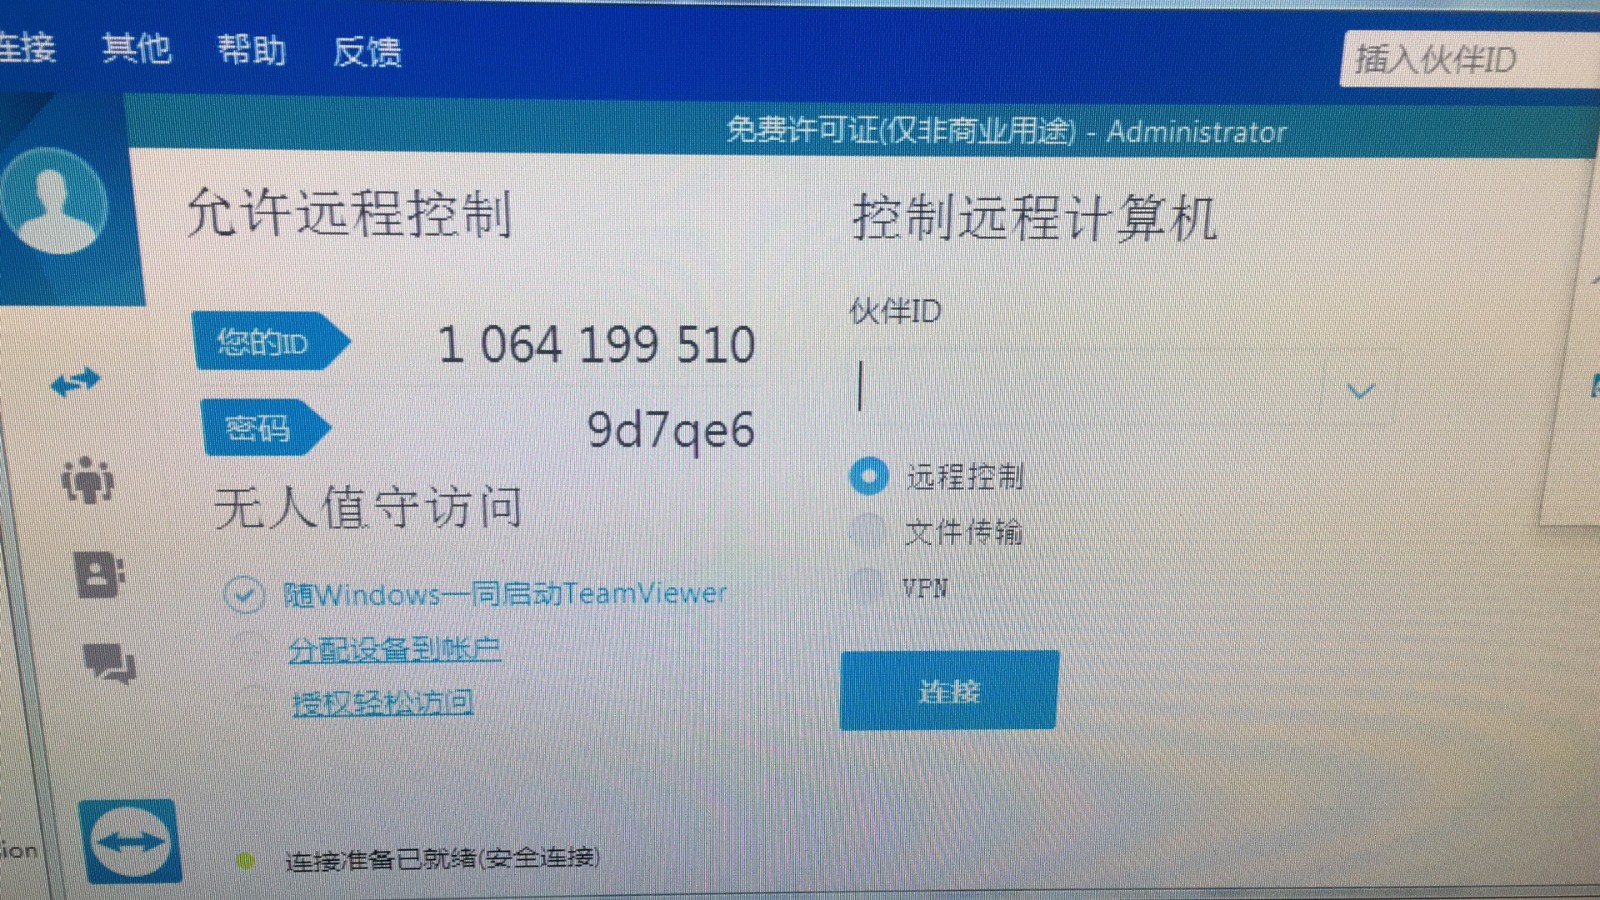 连接 其他 帮助 反馈
插入伙伴ID
免费许可证(仅非商业用途) - Administrator
允许远程控制
您的ID 1 064 199 510
密码 9d7qe6
无人值守访问
随Windows一同启动TeamViewer
分配设备到帐户
授权轻松访问
控制远程计算机
伙伴ID
远程控制
文件传输
VPN
连接
连接准备已就绪(安全连接)
ion